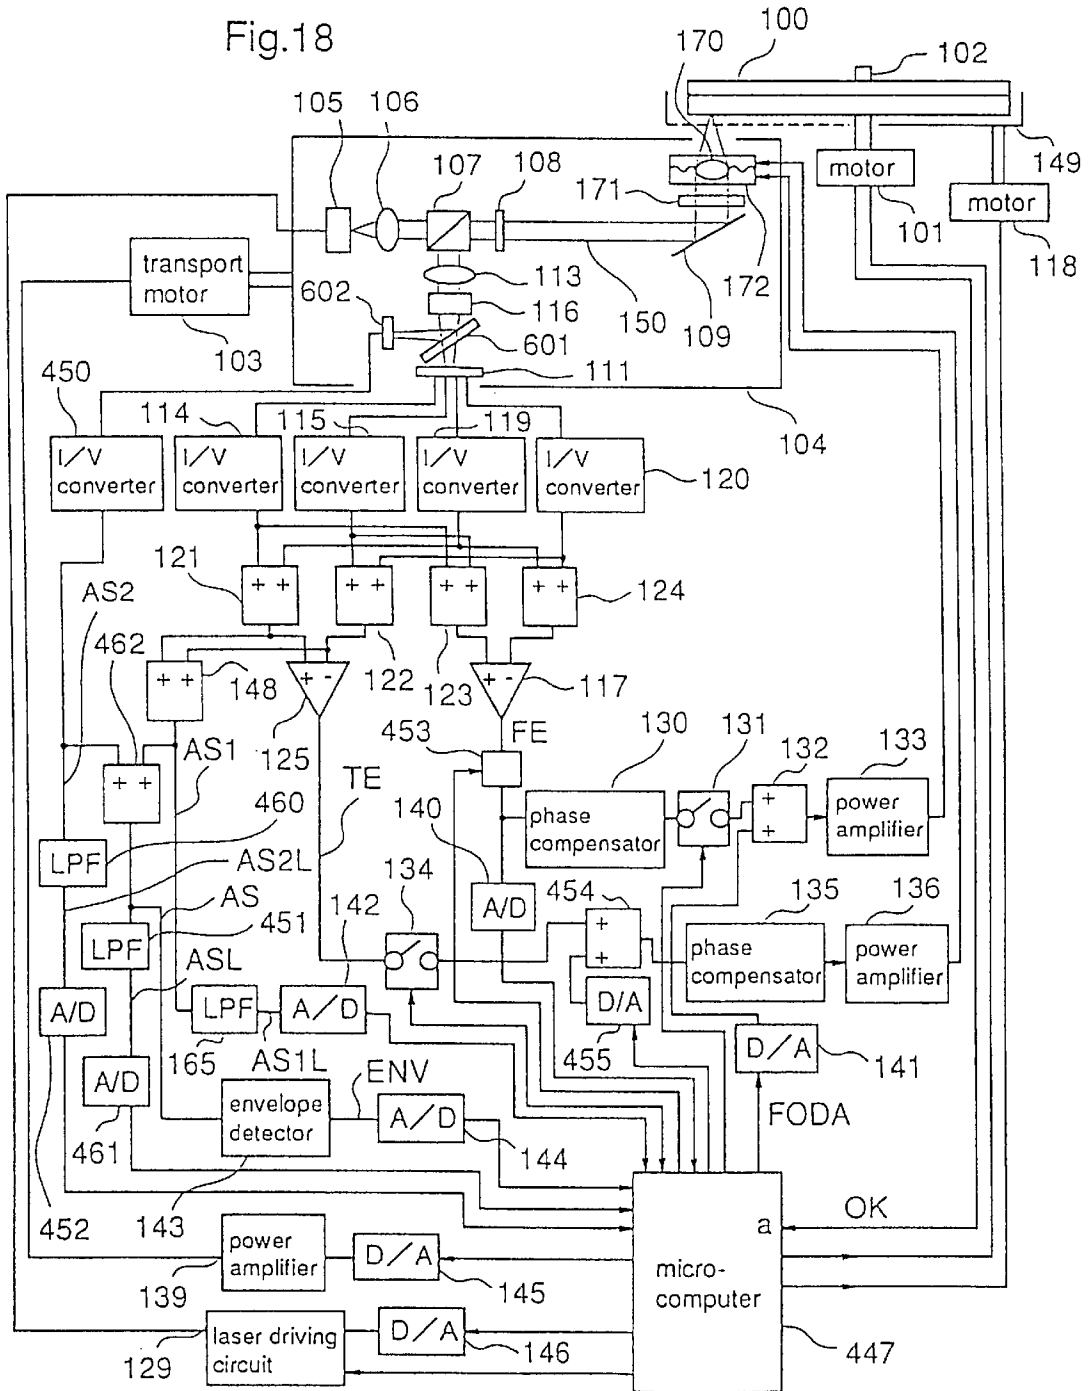 Fig.18
100
170
102
105
106
107
108
149
motor
171
motor
101
118
transport
motor
113
172
602
116
150
109
601
103
111
450
114
115
119
104
I/V
converter
I/V
converter
I/V
converter
I/V
converter
I/V
converter
120
121
+ +
+ +
+ +
+ +
124
AS2
462
+ +
148
122
123
+ -
+ -
117
125
453
FE
130
131
132
133
AS1
TE
+ +
460
140
phase
compensator
+
+
power
amplifier
LPF
AS2L
134
A/D
454
135
136
AS
142
451
LPF
+
+
phase
compensator
power
amplifier
ASL
A/D
LPF
A/D
D/A
165
AS1L
455
D/A
141
A/D
ENV
envelope
detector
A/D
FODA
461
144
452
143
OK
a
power
amplifier
D/A
139
145
micro-
computer
laser driving
circuit
D/A
129
146
447